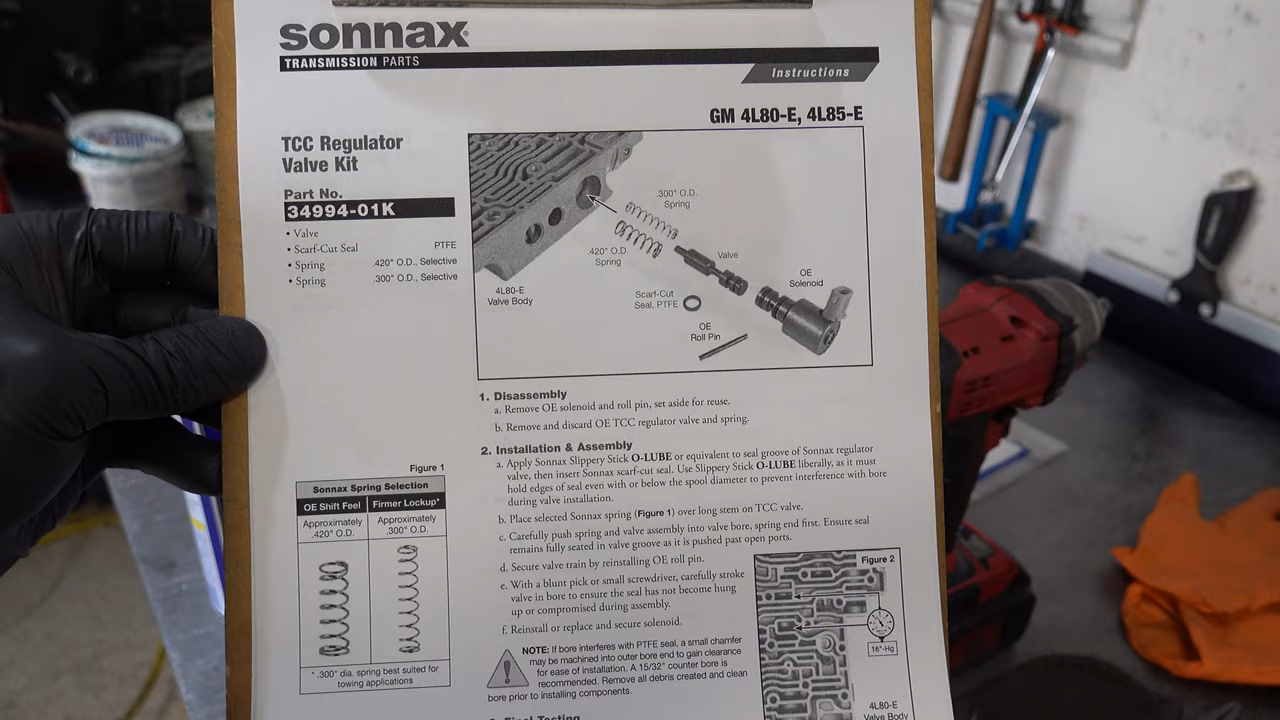 sonnax®
TRANSMISSION PARTS
Instructions
GM 4L80-E, 4L85-E
TCC Regulator
Valve Kit
Part No.
34994-01K
• Valve
• Scarf-Cut Seal PTFE
• Spring .420" O.D., Selective
• Spring .300" O.D., Selective
.300" O.D.
Spring
.420" O.D.
Spring
Valve
OE
Solenoid
4L80-E
Valve Body
Scarf-Cut
Seal, PTFE
OE
Roll Pin
1. Disassembly
a. Remove OE solenoid and roll pin, set aside for reuse.
b. Remove and discard OE TCC regulator valve and spring.
2. Installation & Assembly
a. Apply Sonnax Slippery Stick O-LUBE or equivalent to seal groove of Sonnax regulator
valve, then insert Sonnax scarf-cut seal. Use Slippery Stick O-LUBE liberally, as it must
hold edges of seal even with or below the spool diameter to prevent interference with bore
during valve installation.
b. Place selected Sonnax spring (Figure 1) over long stem on TCC valve.
c. Carefully push spring and valve assembly into valve bore, spring end first. Ensure seal
remains fully seated in valve groove as it is pushed past open ports.
d. Secure valve train by reinstalling OE roll pin.
e. With a blunt pick or small screwdriver, carefully stroke
valve in bore to ensure the seal has not become hung
up or compromised during assembly.
f. Reinstall or replace and secure solenoid.
NOTE: If bore interferes with PTFE seal, a small chamfer
may be machined into outer bore end to gain clearance
for ease of installation. A 15/32" counter bore is
recommended. Remove all debris created and clean
bore prior to installing components.
Figure 1
Sonnax Spring Selection
OE Shift Feel Firmer Lockup*
Approximately
.420" O.D.
Approximately
.300" O.D.
* .300" dia. spring best suited for
towing applications
Figure 2
16"-Hg
4L80-E
Valve Body
Final Testing